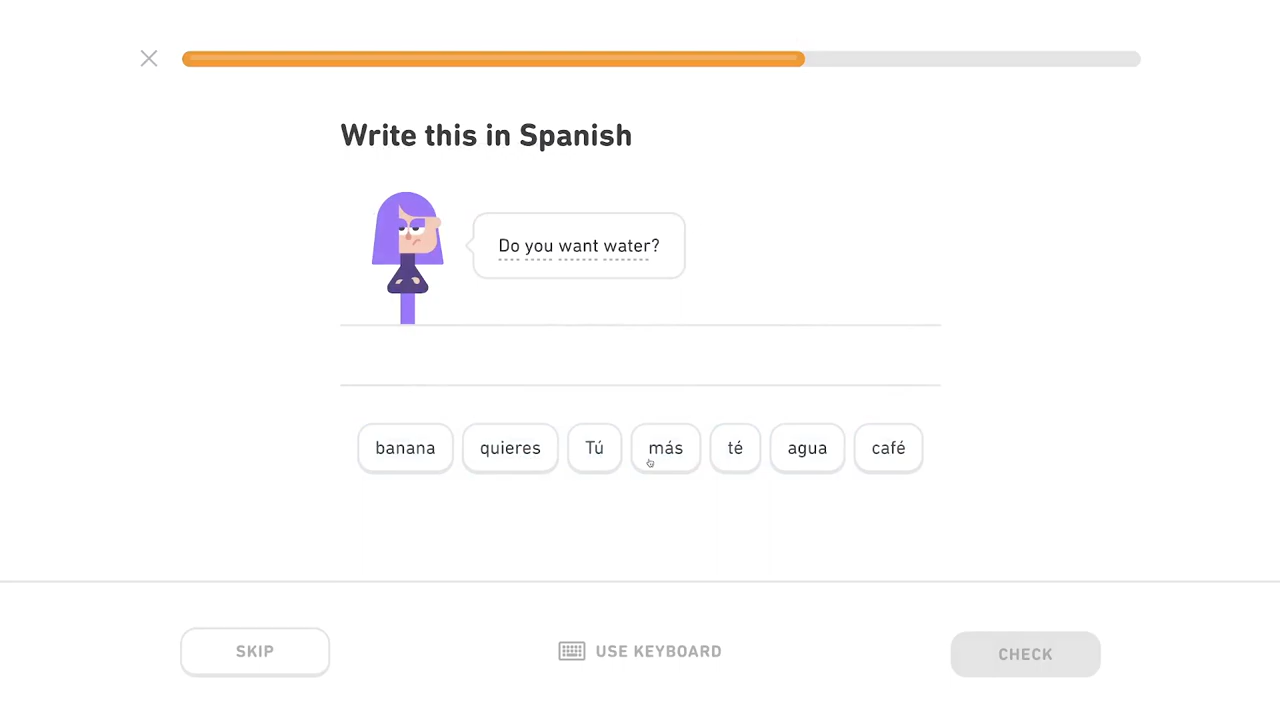 Write this in Spanish
Do you want water?
banana quieres Tú más té agua café
SKIP USE KEYBOARD CHECK